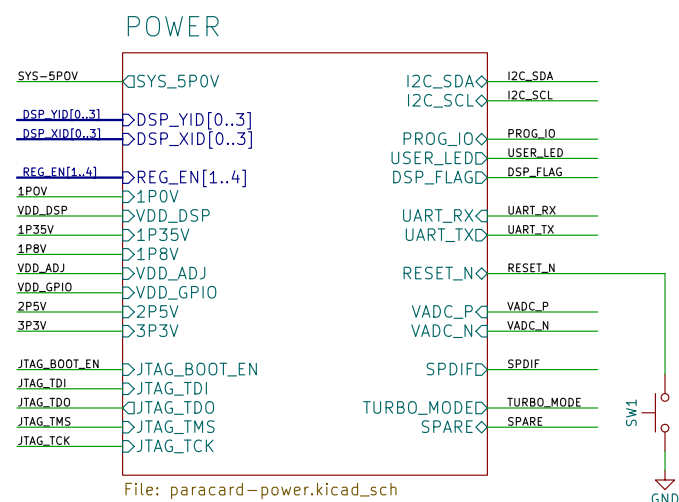 POWER
SYS-5P0V SYS_5P0V I2C_SDA I2C_SDA
I2C_SCL I2C_SCL
DSP_YID[0..3] DSP_YID[0..3]
DSP_XID[0..3] DSP_XID[0..3] PROG_IO PROG_IO
USER_LED USER_LED
REG_EN[1..4] REG_EN[1..4] DSP_FLAG DSP_FLAG
1P0V 1P0V
VDD_DSP VDD_DSP UART_RX UART_RX
1P35V 1P35V UART_TX UART_TX
1P8V 1P8V
VDD_ADJ VDD_ADJ RESET_N RESET_N
VDD_GPIO VDD_GPIO
2P5V 2P5V VADC_P VADC_P
3P3V 3P3V VADC_N VADC_N
JTAG_BOOT_EN JTAG_BOOT_EN SPDIF SPDIF
JTAG_TDI JTAG_TDI
JTAG_TDO JTAG_TDO TURBO_MODE TURBO_MODE
JTAG_TMS JTAG_TMS SPARE SPARE
JTAG_TCK JTAG_TCK
SW1
File: paracard-power.kicad_sch
GND